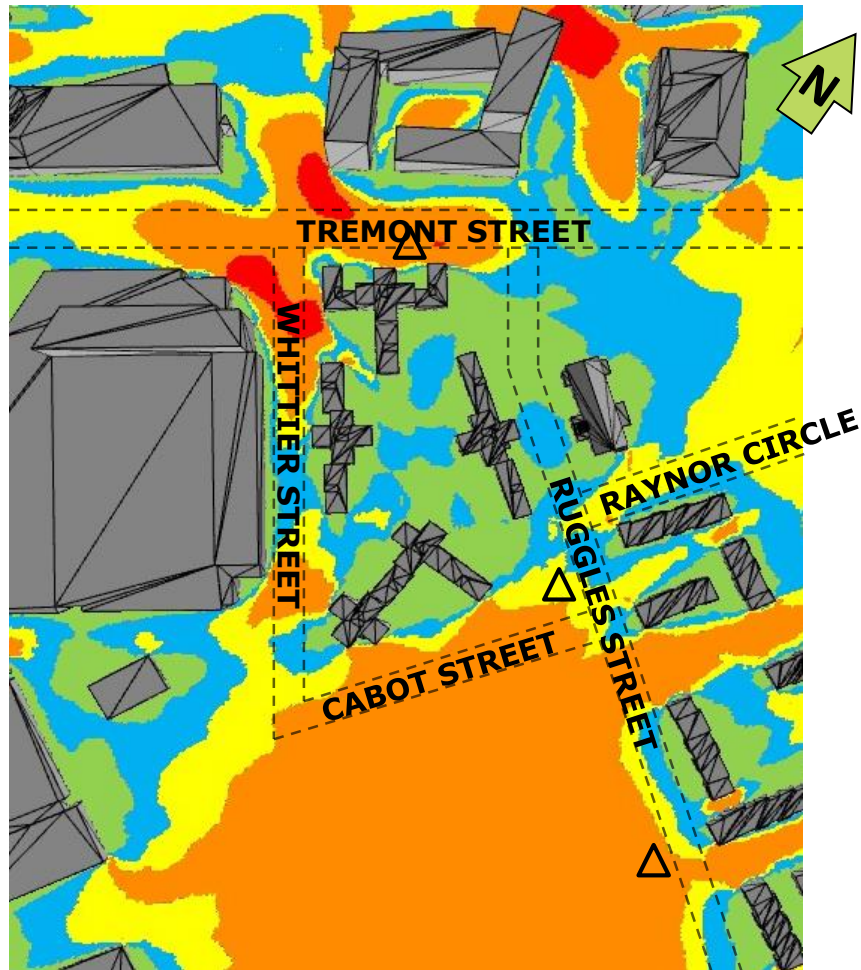 N
TREMONT STREET
WHITTIER STREET
RAYNOR CIRCLE
RUGGLES STREET
CABOT STREET